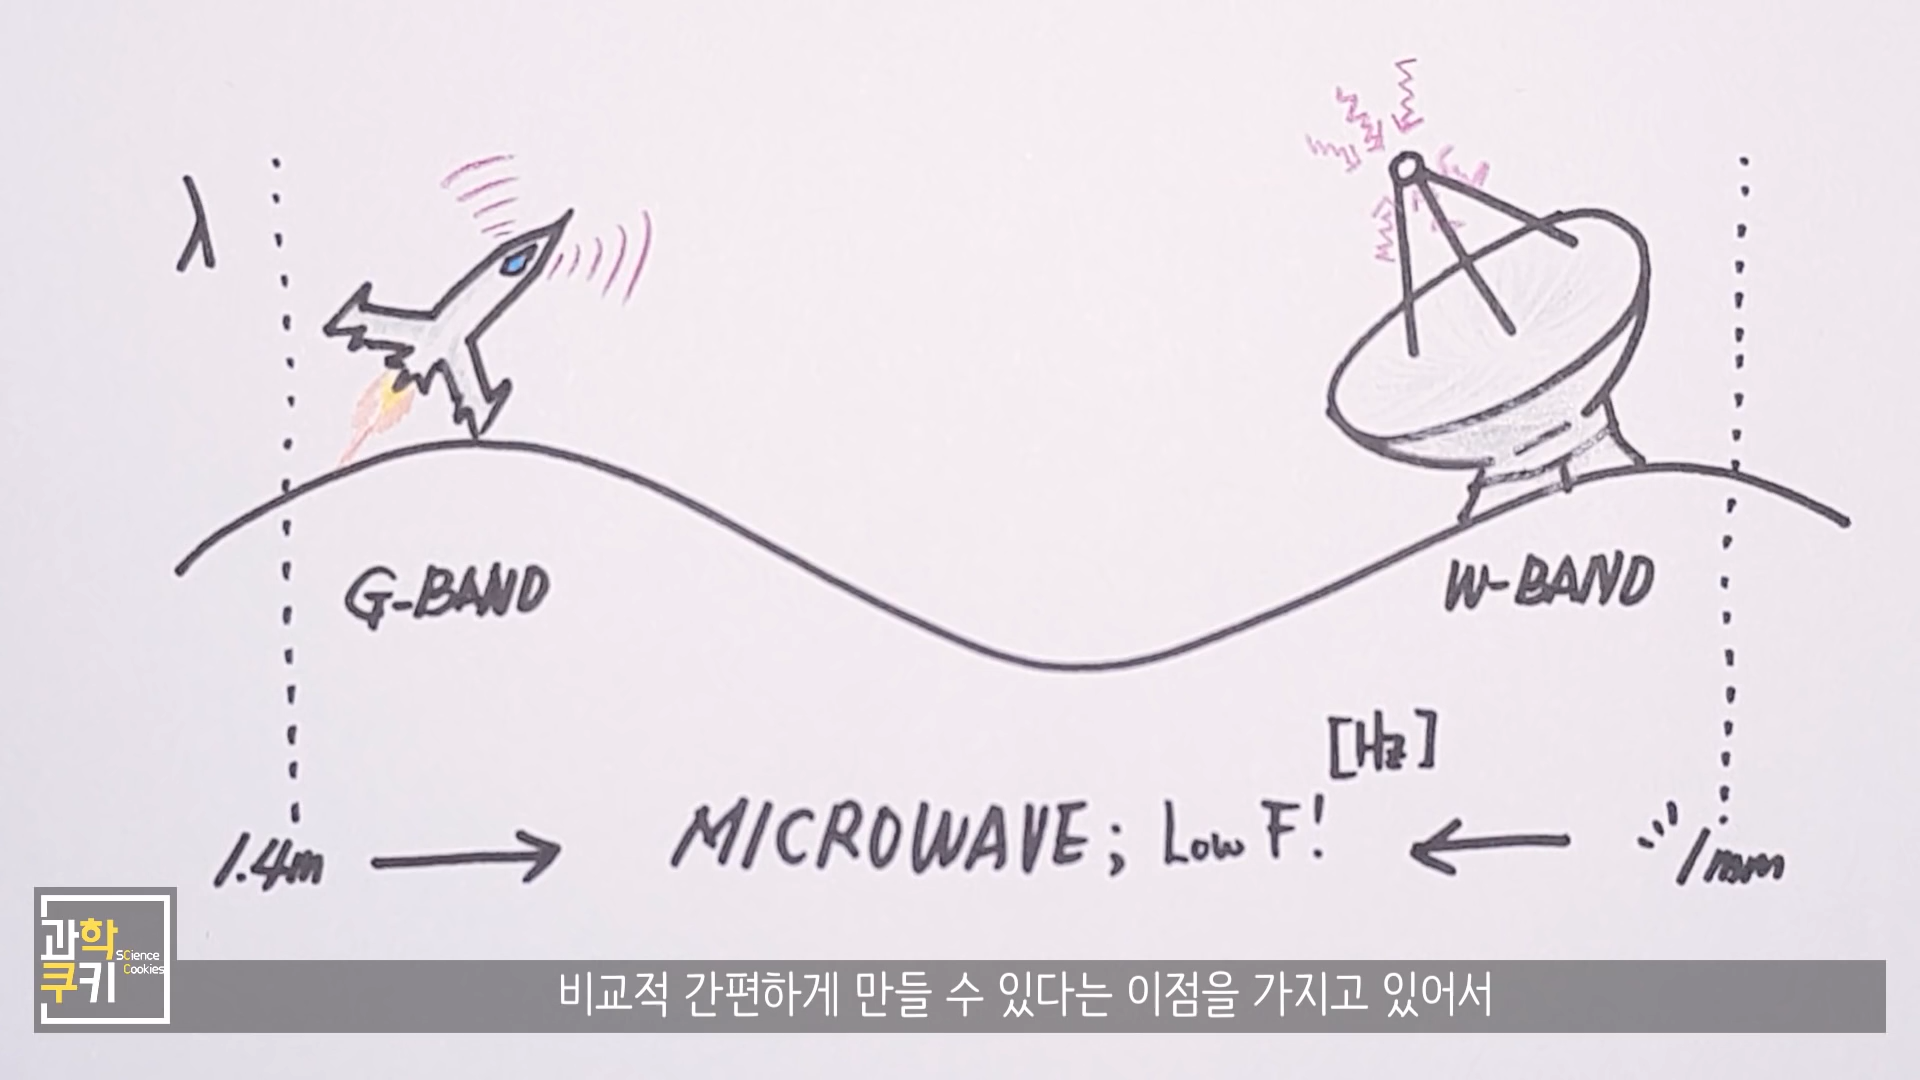 λ
G-BAND
W-BAND
[Hz]
1.4m → MICROWAVE; Low F! ← 1mm
과학
쿠키
SCience
Cookies
비교적 간편하게 만들 수 있다는 이점을 가지고 있어서